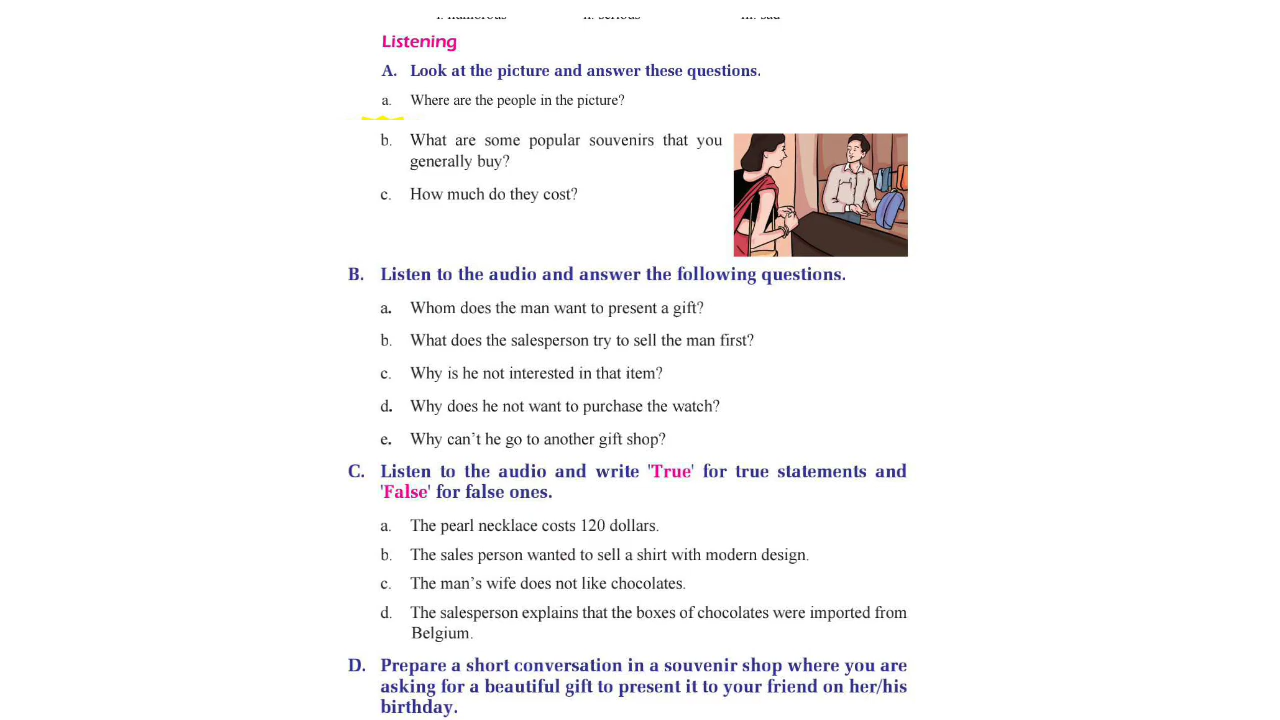 i. humorous ii. serious iii. sad
Listening
A. Look at the picture and answer these questions.
a. Where are the people in the picture?
b. What are some popular souvenirs that you
generally buy?
c. How much do they cost?
B. Listen to the audio and answer the following questions.
a. Whom does the man want to present a gift?
b. What does the salesperson try to sell the man first?
c. Why is he not interested in that item?
d. Why does he not want to purchase the watch?
e. Why can’t he go to another gift shop?
C. Listen to the audio and write 'True' for true statements and
'False' for false ones.
a. The pearl necklace costs 120 dollars.
b. The sales person wanted to sell a shirt with modern design.
c. The man’s wife does not like chocolates.
d. The salesperson explains that the boxes of chocolates were imported from
Belgium.
D. Prepare a short conversation in a souvenir shop where you are
asking for a beautiful gift to present it to your friend on her/his
birthday.